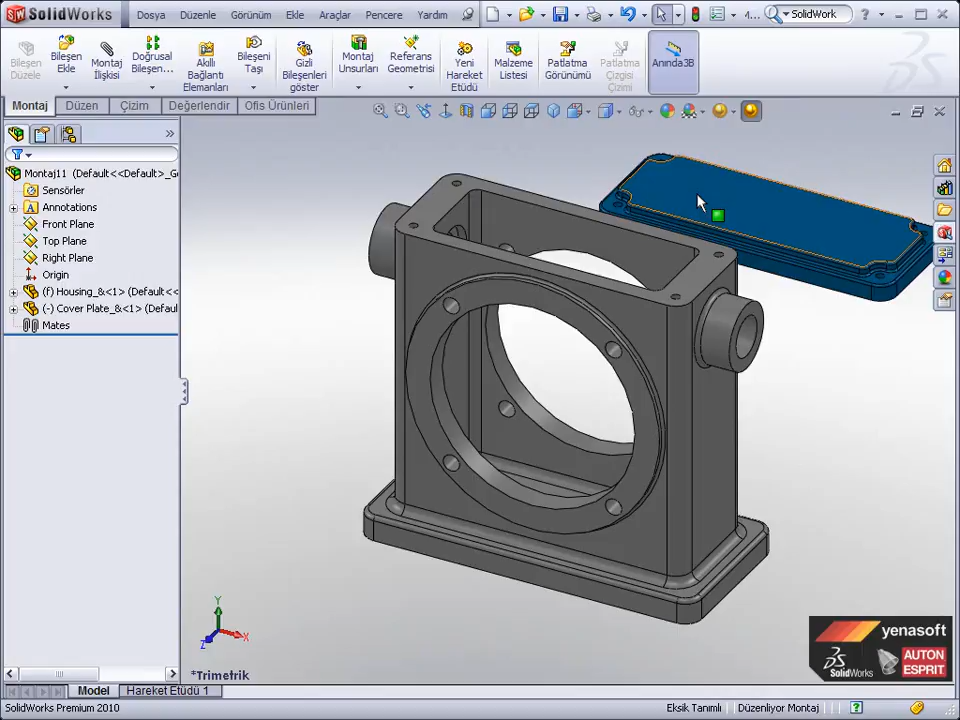 SolidWorks
Dosya
Düzenle
Görünüm
Ekle
Araçlar
Pencere
Yardım
4...
SolidWork
Bileşen
Düzele
Bileşen
Ekle
Montaj
İlişkisi
Doğrusal
Bileşen...
Akıllı
Bağlantı
Elemanları
Bileşeni
Taşı
Gizli
Bileşenleri
göster
Montaj
Unsurları
Referans
Geometrisi
Yeni
Hareket
Etüdü
Malzeme
Listesi
Patlatma
Görünümü
Patlatma
Çizgisi
Çizimi
Anında3B
Montaj
Düzen
Çizim
Değerlendir
Ofis Ürünleri
Montaj11 (Default<<Default>_G
Sensörler
Annotations
Front Plane
Top Plane
Right Plane
Origin
(f) Housing_&<1> (Default<<
(-) Cover Plate_&<1> (Defaul
Mates
Y
X
Z
*Trimetrik
yenasoft
SolidWorks
AUTON
ESPRIT
Model
Hareket Etüdü 1
SolidWorks Premium 2010
Eksik Tanımlı
Düzenliyor Montaj